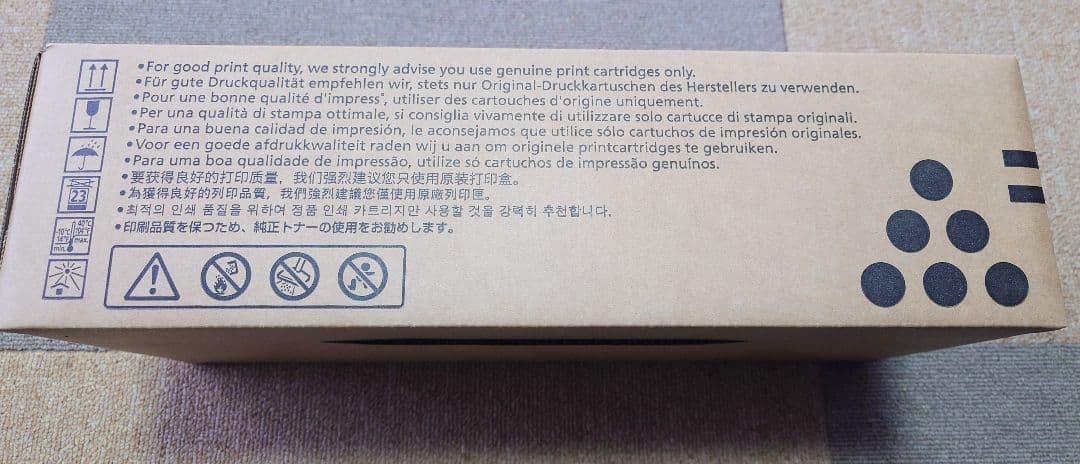 •For good print quality, we strongly advise you use genuine print cartridges only.
•Für gute Druckqualität empfehlen wir, stets nur Original-Druckkartuschen des Herstellers zu verwenden.
•Pour une bonne qualité d'impress°, utiliser des cartouches d'origine uniquement.
•Per una qualità di stampa ottimale, si consiglia vivamente di utilizzare solo cartucce di stampa originali.
•Para una buena calidad de impresión, le aconsejamos que utilice sólo cartuchos de impresión originales.
•Voor een goede afdrukkwaliteit raden wij u aan om originele printcartridges te gebruiken.
•Para uma boa qualidade de impressão, utilize só cartuchos de impressão genuínos.
•要获得良好的打印质量，我们强烈建议您只使用原装打印盒。
•為獲得良好的列印品質，我們強烈建議您僅使用原廠列印匣。
•최적의 인쇄 품질을 위하여 정품 인쇄 카트리지만 사용할 것을 강력히 추천합니다.
•印刷品質を保つため、純正トナーの使用をお勧めします。
23
-10°C 14°F min.
40°C 104°F max.